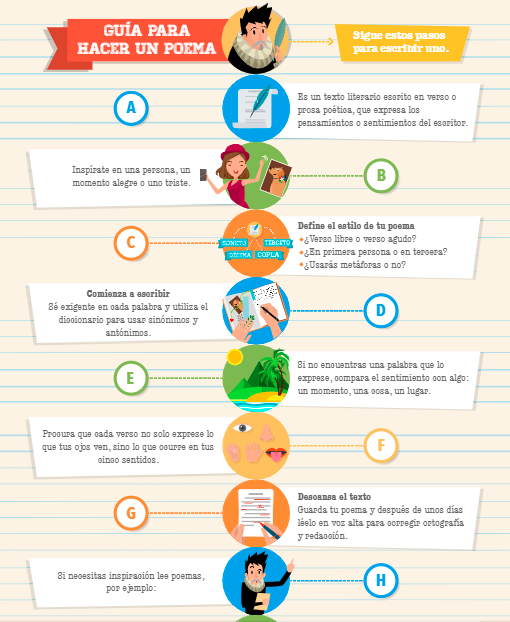 GUÍA PARA
HACER UN POEMA
Sigue estos pasos
para escribir uno.
A
Es un texto literario escrito en verso o
prosa poética, que expresa los
pensamientos o sentimientos del escritor.
Inspírate en una persona, un
momento alegre o uno triste.
B
C
SONETO
TERCETO
DÉCIMA
COPLA
Define el estilo de tu poema
•¿Verso libre o verso agudo?
•¿En primera persona o en tercera?
•¿Usarás metáforas o no?
Comienza a escribir
Sé exigente en cada palabra y utiliza el
diccionario para usar sinónimos y
antónimos.
D
E
Si no encuentras una palabra que lo
exprese, compara el sentimiento con algo:
un momento, una cosa, un lugar.
Procura que cada verso no solo exprese lo
que tus ojos ven, sino lo que ocurre en tus
cinco sentidos.
F
G
Descansa el texto
Guarda tu poema y después de unos días
léelo en voz alta para corregir ortografía
y redacción.
Si necesitas inspiración lee poemas,
por ejemplo:
H